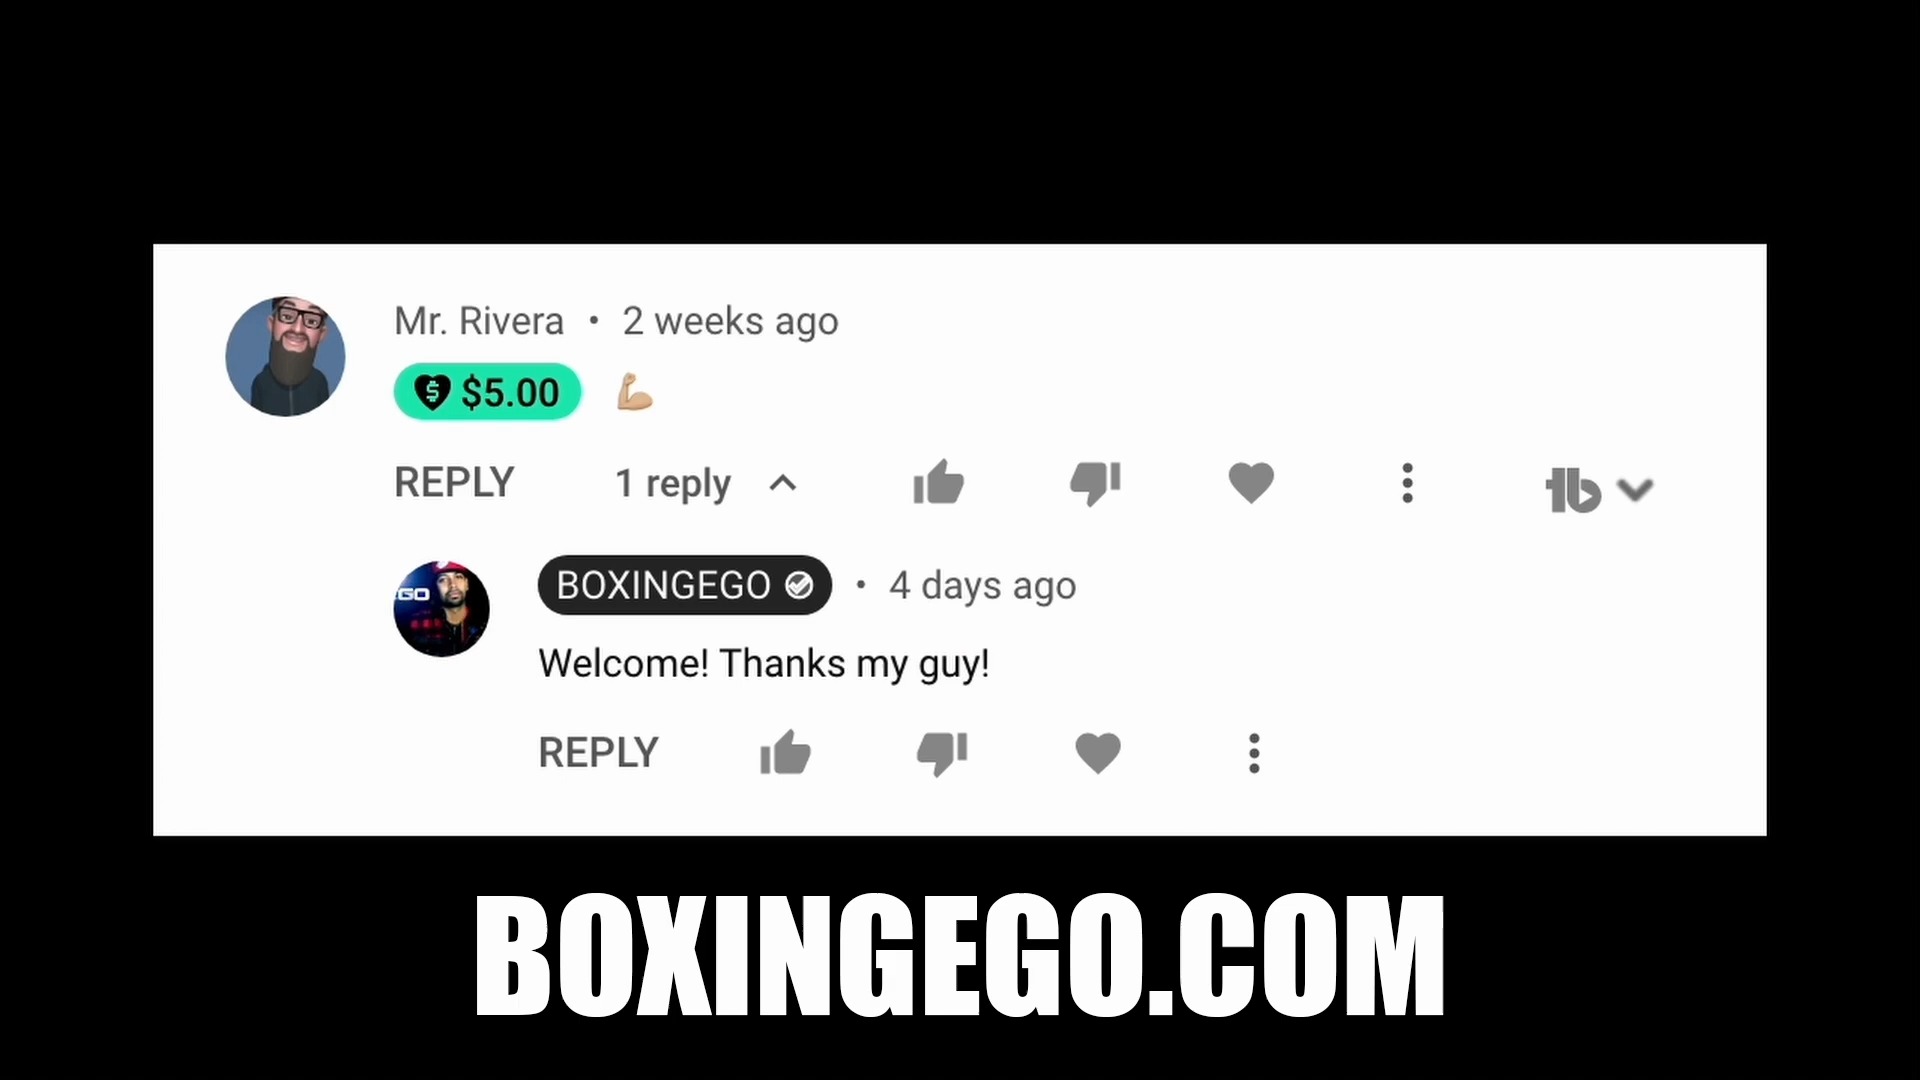 Mr. Rivera • 2 weeks ago
$5.00 💪🏼
REPLY 1 reply
BOXINGEGO • 4 days ago
GO
Welcome! Thanks my guy!
REPLY
BOXINGEGO.COM